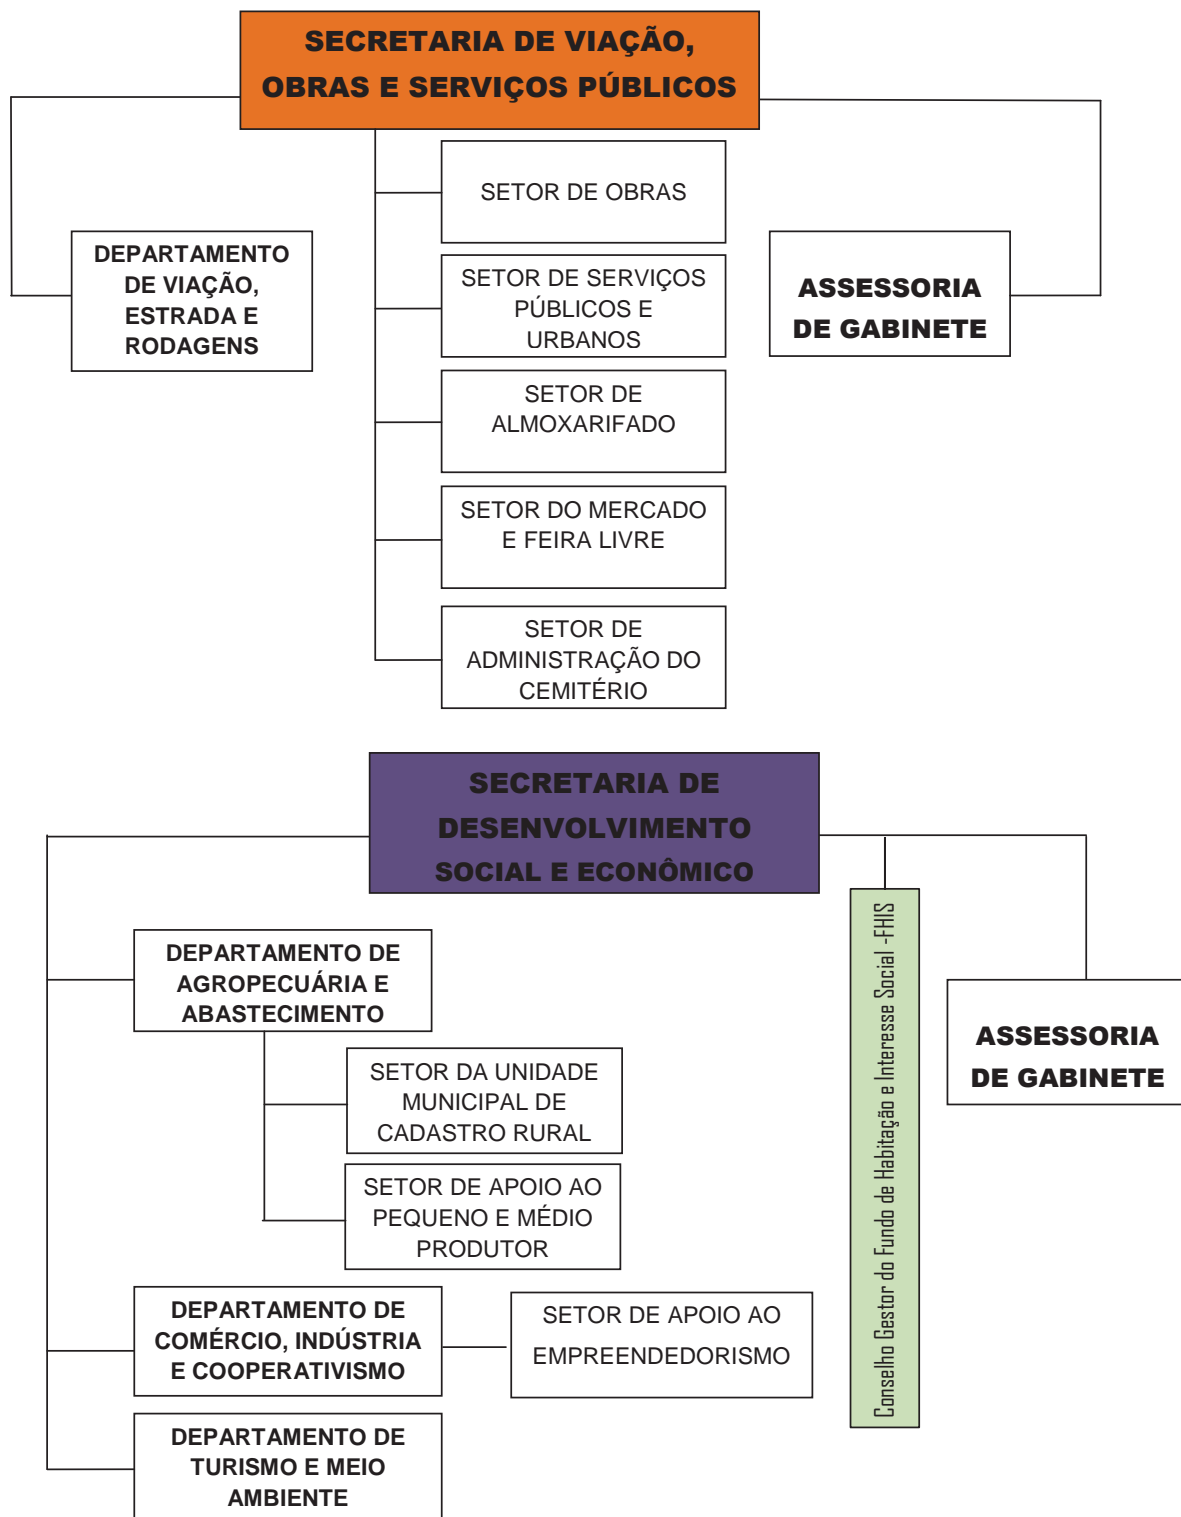 SECRETARIA DE VIAÇÃO,
OBRAS E SERVIÇOS PÚBLICOS
SETOR DE OBRAS
DEPARTAMENTO
DE VIAÇÃO,
ESTRADA E
RODAGENS
SETOR DE SERVIÇOS
PÚBLICOS E
URBANOS
ASSESSORIA
DE GABINETE
SETOR DE
ALMOXARIFADO
SETOR DO MERCADO
E FEIRA LIVRE
SETOR DE
ADMINISTRAÇÃO DO
CEMITÉRIO
SECRETARIA DE
DESENVOLVIMENTO
SOCIAL E ECONÔMICO
DEPARTAMENTO DE
AGROPECUÁRIA E
ABASTECIMENTO
SETOR DA UNIDADE
MUNICIPAL DE
CADASTRO RURAL
SETOR DE APOIO AO
PEQUENO E MÉDIO
PRODUTOR
DEPARTAMENTO DE
COMÉRCIO, INDÚSTRIA
E COOPERATIVISMO
SETOR DE APOIO AO
EMPREENDEDORISMO
DEPARTAMENTO DE
TURISMO E MEIO
AMBIENTE
Conselho Gestor do Fundo de Habitação e Interesse Social -FHIS
ASSESSORIA
DE GABINETE